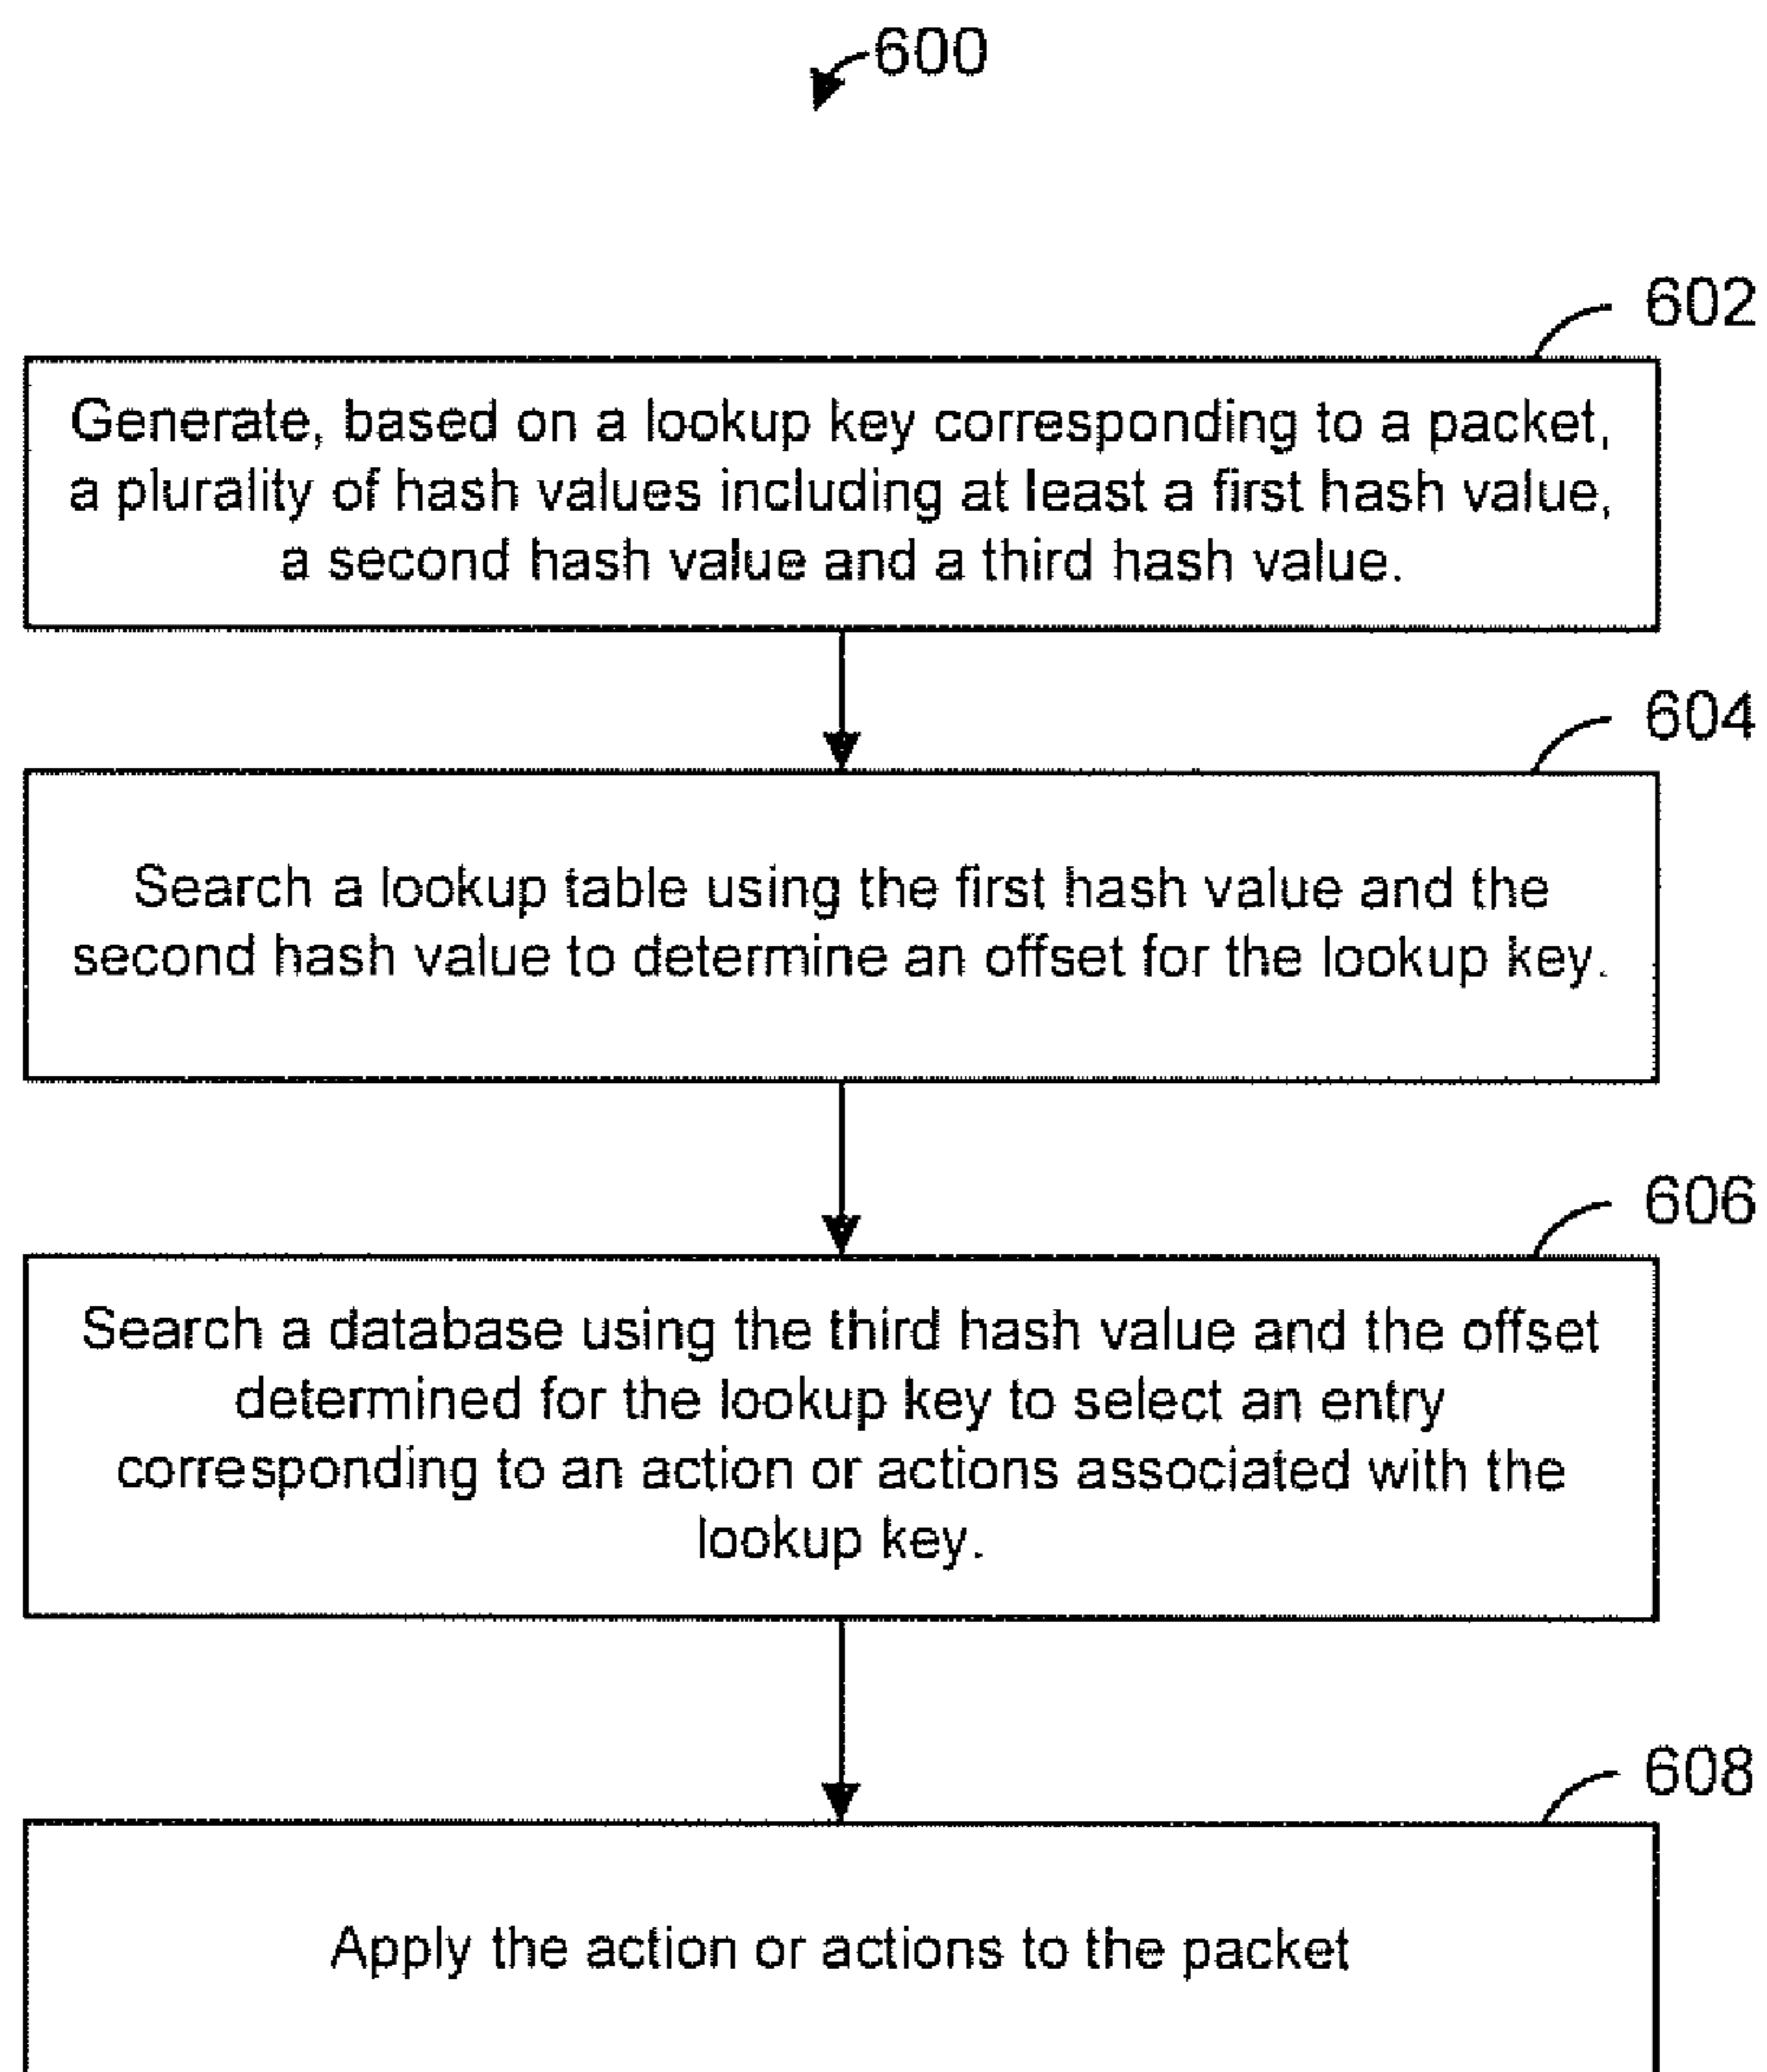 600
602
Generate, based on a lookup key corresponding to a packet,
a plurality of hash values including at least a first hash value,
a second hash value and a third hash value.
604
Search a lookup table using the first hash value and the
second hash value to determine an offset for the lookup key.
606
Search a database using the third hash value and the offset
determined for the lookup key to select an entry
corresponding to an action or actions associated with the
lookup key.
608
Apply the action or actions to the packet